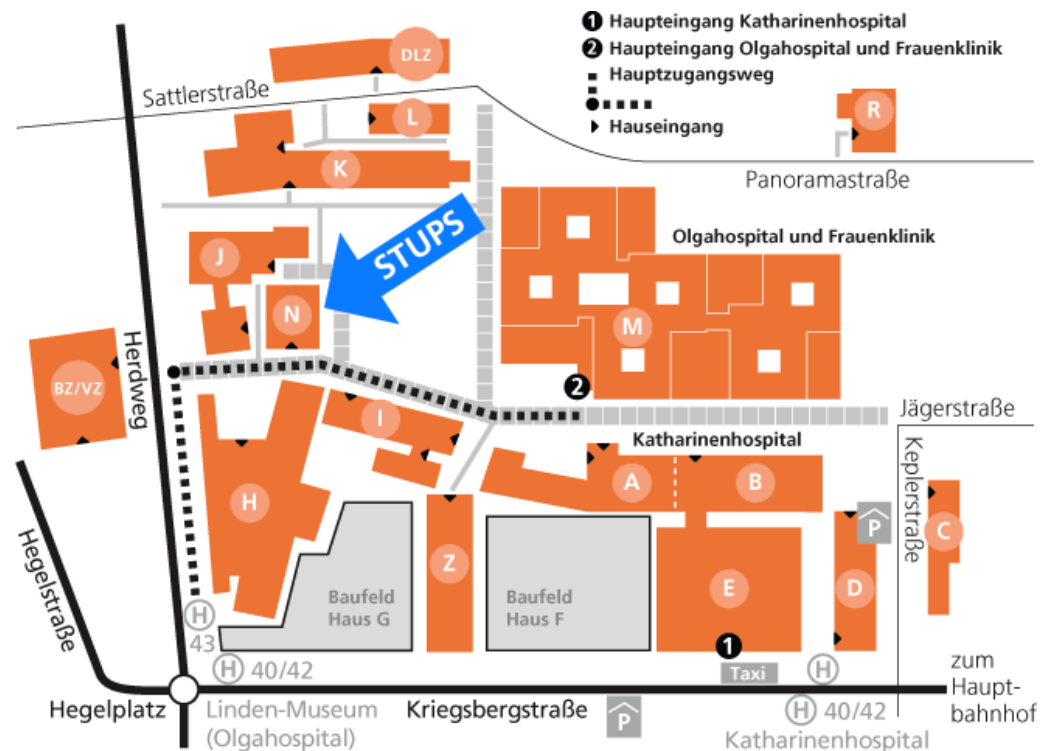 ❶ Haupteingang Katharinenhospital
❷ Haupteingang Olgahospital und Frauenklinik
Hauptzugangsweg
Hauseingang
DLZ
Sattlerstraße
L
R
K
Panoramastraße
STUPS
Olgahospital und Frauenklinik
J
N
M
Herdweg
BZ/VZ
2
Jägerstraße
I
Katharinenhospital
Keplerstraße
A
B
H
P
C
Hegelstraße
Z
E
D
Baufeld
Haus G
Baufeld
Haus F
H
43
1
H 40/42
Taxi
H
zum
Haupt-
bahnhof
Hegelplatz
Linden-Museum
(Olgahospital)
Kriegsbergstraße
P
H 40/42
Katharinenhospital